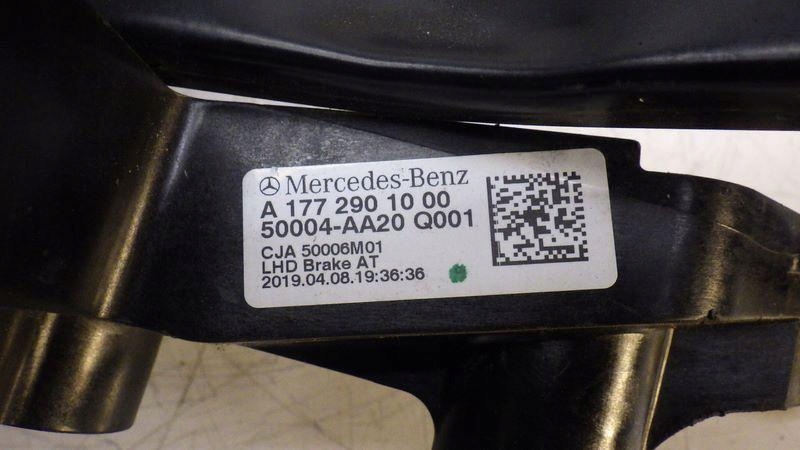 Mercedes-Benz
A 177 290 10 00
50004-AA20 Q001
CJA 50006M01
LHD Brake AT
2019.04.08.19:36:36